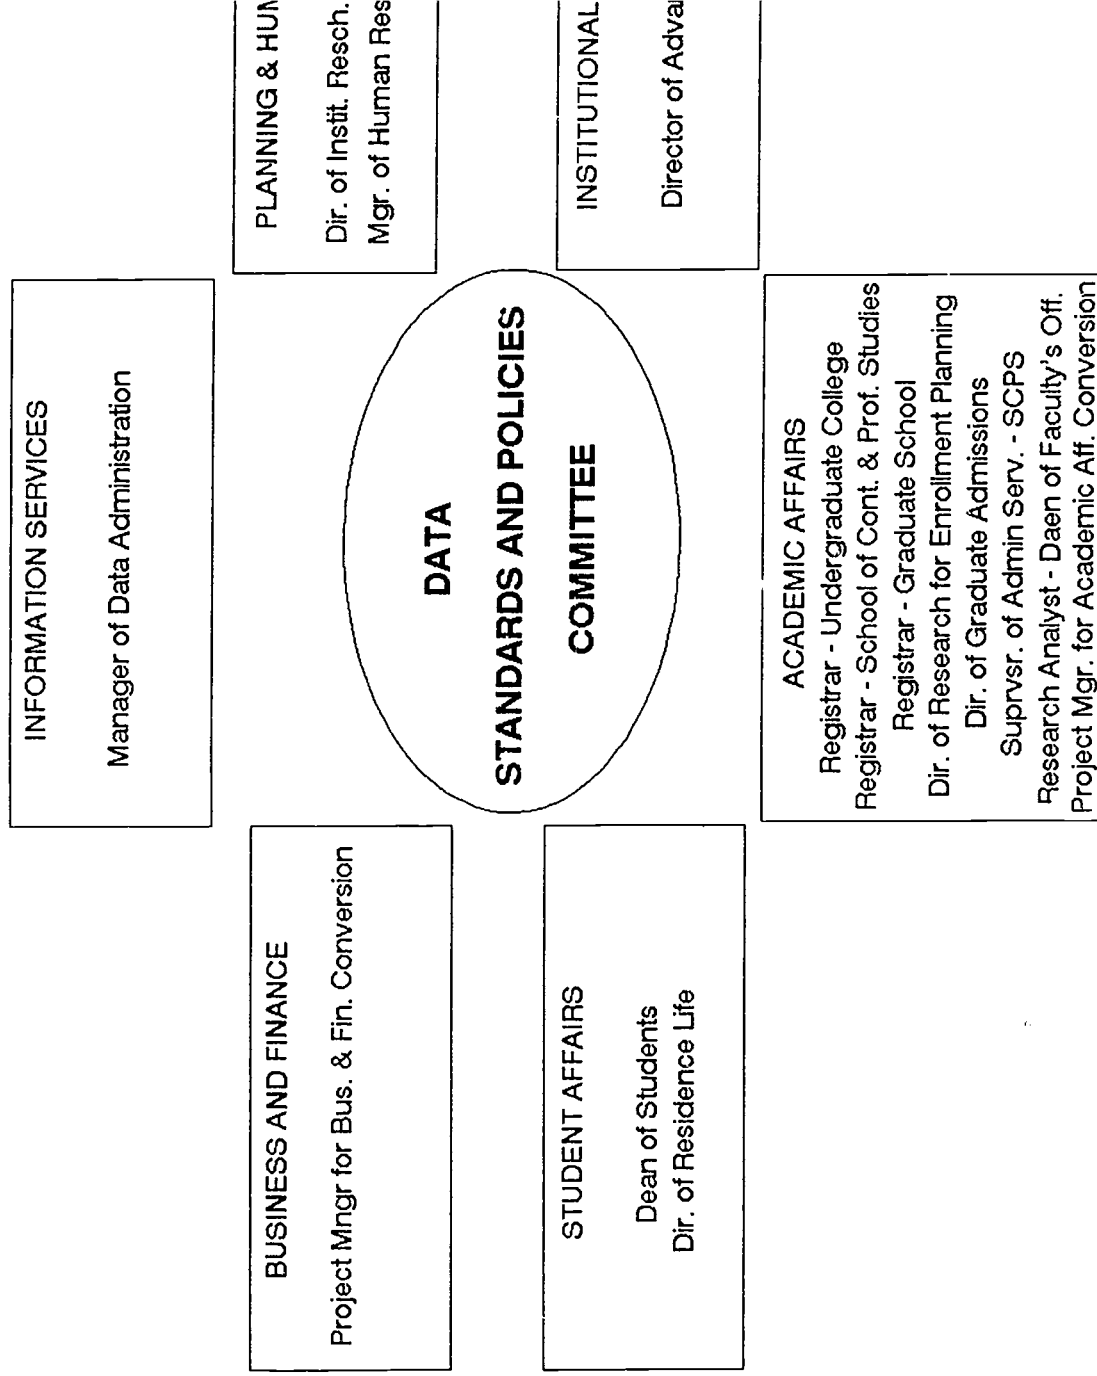 INFORMATION SERVICES
Manager of Data Administration
BUSINESS AND FINANCE
Project Mngr for Bus. & Fin. Conversion
PLANNING &
Dir. of Instit. Resch.
Mgr. of Human
DATA
STANDARDS AND POLICIES
COMMITTEE
STUDENT AFFAIRS
Dean of Students
Dir. of Residence Life
INSTITUTIONAL
Director of
ACADEMIC AFFAIRS
Registrar - Undergraduate College
Registrar - School of Cont. & Prof. Studies
Registrar - Graduate School
Dir. of Research for Enrollment Planning
Dir. of Graduate Admissions
Suprvsr. of Admin Serv. - SCPS
Research Analyst - Daen of Faculty's Off.
Project Mgr. for Academic Aff. Conversion